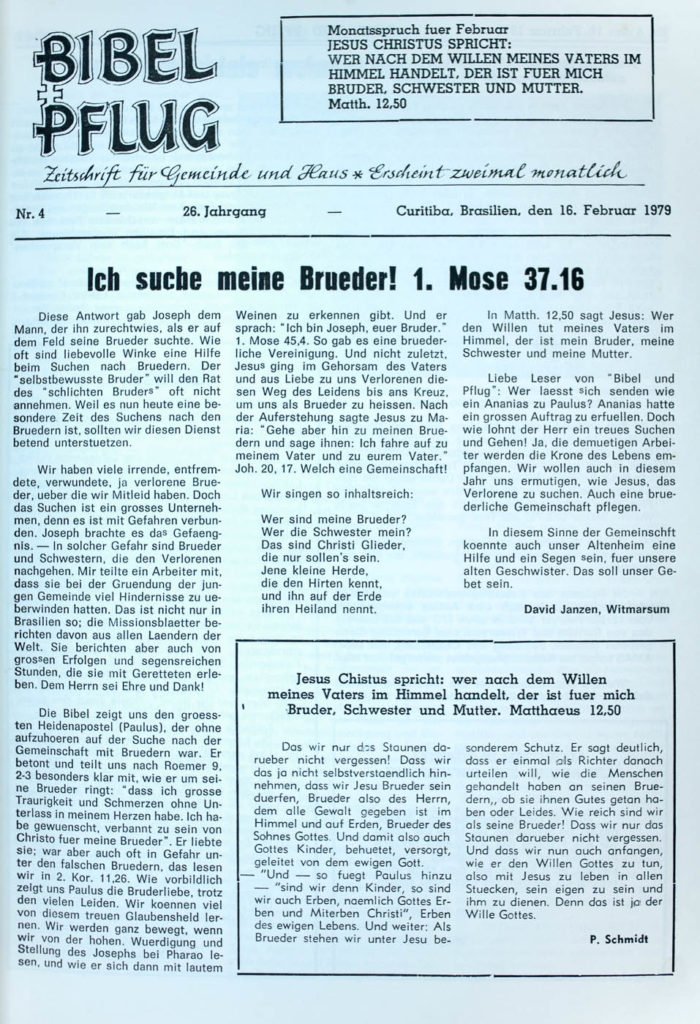 BIBEL
PFLUG
Monatsspruch fuer Februar
JESUS CHRISTUS SPRICHT:
WER NACH DEM WILLEN MEINES VATERS IM
HIMMEL HANDELT, DER IST FUER MICH
BRUDER, SCHWESTER UND MUTTER.
Matth. 12,50
Zeitschrift für Gemeinde und Haus * Erscheint zweimal monatlich
Nr. 4 — 26. Jahrgang — Curitiba, Brasilien, den 16. Februar 1979
Ich suche meine Brueder! 1. Mose 37.16
Diese Antwort gab Joseph dem
Mann, der ihn zurechtwies, als er auf
dem Feld seine Brueder suchte. Wie
oft sind liebevolle Winke eine Hilfe
beim Suchen nach Bruedern. Der
"selbstbewusste Bruder" will den Rat
des "schlichten Bruders" oft nicht
annehmen. Weil es nun heute eine be-
sondere Zeit des Suchens nach den
Bruedern ist, sollten wir diesen Dienst
betend unterstuetzen.
Wir haben viele irrende, entfrem-
dete, verwundete, ja verlorene Brue-
der, ueber die wir Mitleid haben. Doch
das Suchen ist ein grosses Unterneh-
men, denn es ist mit Gefahren verbun-
den. Joseph brachte es das Gefaeng-
nis. — In solcher Gefahr sind Brueder
und Schwestern, die den Verlorenen
nachgehen. Mir teilte ein Arbeiter mit,
dass sie bei der Gruendung der jun-
gen Gemeinde viel Hindernisse zu ue-
berwinden hatten. Das ist nicht nur in
Brasilien so; die Missionsblaetter be-
richten davon aus allen Laendern der
Welt. Sie berichten aber auch von
grossen Erfolgen und segensreichen
Stunden, die sie mit Geretteten erle-
ben. Dem Herrn sei Ehre und Dank!
Die Bibel zeigt uns den groess-
ten Heidenapostel (Paulus), der ohne
aufzuhoeren auf der Suche nach der
Gemeinschaft mit Bruedern war. Er
betont und teilt uns nach Roemer 9,
2-3 besonders klar mit, wie er um sei-
ne Brueder ringt: "dass ich grosse
Traurigkeit und Schmerzen ohne Un-
terlass in meinem Herzen habe. Ich ha-
be gewuenscht, verbannt zu sein von
Christo fuer meine Brueder". Er liebte
sie; war aber auch oft in Gefahr un-
ter den falschen Bruedern, das lesen
wir in 2. Kor. 11,26. Wie vorbildlich
zeigt uns Paulus die Bruderliebe, trotz
den vielen Leiden. Wir koennen viel
von diesem treuen Glaubensheld ler-
nen. Wir werden ganz bewegt, wenn
wir von der hohen. Wuerdigung und
Stellung des Josephs bei Pharao le-
sen, und wie er sich dann mit lautem
Weinen zu erkennen gibt. Und er
sprach: "Ich bin Joseph, euer Bruder."
1. Mose 45,4. So gab es eine brueder-
liche Vereinigung. Und nicht zuletzt,
Jesus ging im Gehorsam des Vaters
und aus Liebe zu uns Verlorenen die-
sen Weg des Leidens bis ans Kreuz,
um uns als Brueder zu heissen. Nach
der Auferstehung sagte Jesus zu Ma-
ria: "Gehe aber hin zu meinen Brue-
dern und sage ihnen: Ich fahre auf zu
meinem Vater und zu eurem Vater."
Joh. 20, 17. Welch eine Gemeinschaft!
Wir singen so inhaltsreich:
Wer sind meine Brueder?
Wer die Schwester mein?
Das sind Christi Glieder,
die nur sollen's sein.
Jene kleine Herde,
die den Hirten kennt,
und ihn auf der Erde
ihren Heiland nennt.
In Matth. 12,50 sagt Jesus: Wer
den Willen tut meines Vaters im
Himmel, der ist mein Bruder, meine
Schwester und meine Mutter.
Liebe Leser von "Bibel und
Pflug": Wer laesst sich senden wie
ein Ananias zu Paulus? Ananias hatte
ein grossen Auftrag zu erfuellen. Doch
wie lohnt der Herr ein treues Suchen
und Gehen! Ja, die demuetigen Arbei-
ter werden die Krone des Lebens em-
pfangen. Wir wollen auch in diesem
Jahr uns ermutigen, wie Jesus, das
Verlorene zu suchen. Auch eine brue-
derliche Gemeinschaft pflegen.
In diesem Sinne der Gemeinschft
koennte auch unser Altenheim eine
Hilfe und ein Segen sein, fuer unsere
alten Geschwister. Das soll unser Ge-
bet sein.
David Janzen, Witmarsum
Jesus Chistus spricht: wer nach dem Willen
meines Vaters im Himmel handelt, der ist fuer mich
Bruder, Schwester und Mutter. Matthaeus 12,50
Das wir nur das Staunen da-
rueber nicht vergessen! Dass wir
das ja nicht selbstverstaendlich hin-
nehmen, dass wir Jesu Brueder sein
duerfen, Brueder also des Herrn,
dem alle Gewalt gegeben ist im
Himmel und auf Erden, Brueder des
Sohnes Gottes. Und damit also auch
Gottes Kinder, behuetet, versorgt,
geleitet von dem ewigen Gott.
"Und — so fuegt Paulus hinzu
— "sind wir denn Kinder, so sind
wir auch Erben, naemlich Gottes Er-
ben und Miterben Christi", Erben
des ewigen Lebens. Und weiter: Als
Brueder stehen wir unter Jesu be-
sonderem Schutz. Er sagt deutlich,
dass er einmal als Richter danach
urteilen will, wie die Menschen
gehandelt haben an seinen Brue-
dern,, ob sie ihnen Gutes getan ha-
ben oder Leides. Wie reich sind wir
als seine Brueder! Dass wir nur das
Staunen darueber nicht vergessen.
Und dass wir nun auch anfangen,
wie er den Willen Gottes zu tun,
also mit Jesus zu leben in allen
Stuecken, sein eigen zu sein und
ihm zu dienen. Denn das ist ja der
Wille Gottes.
P. Schmidt